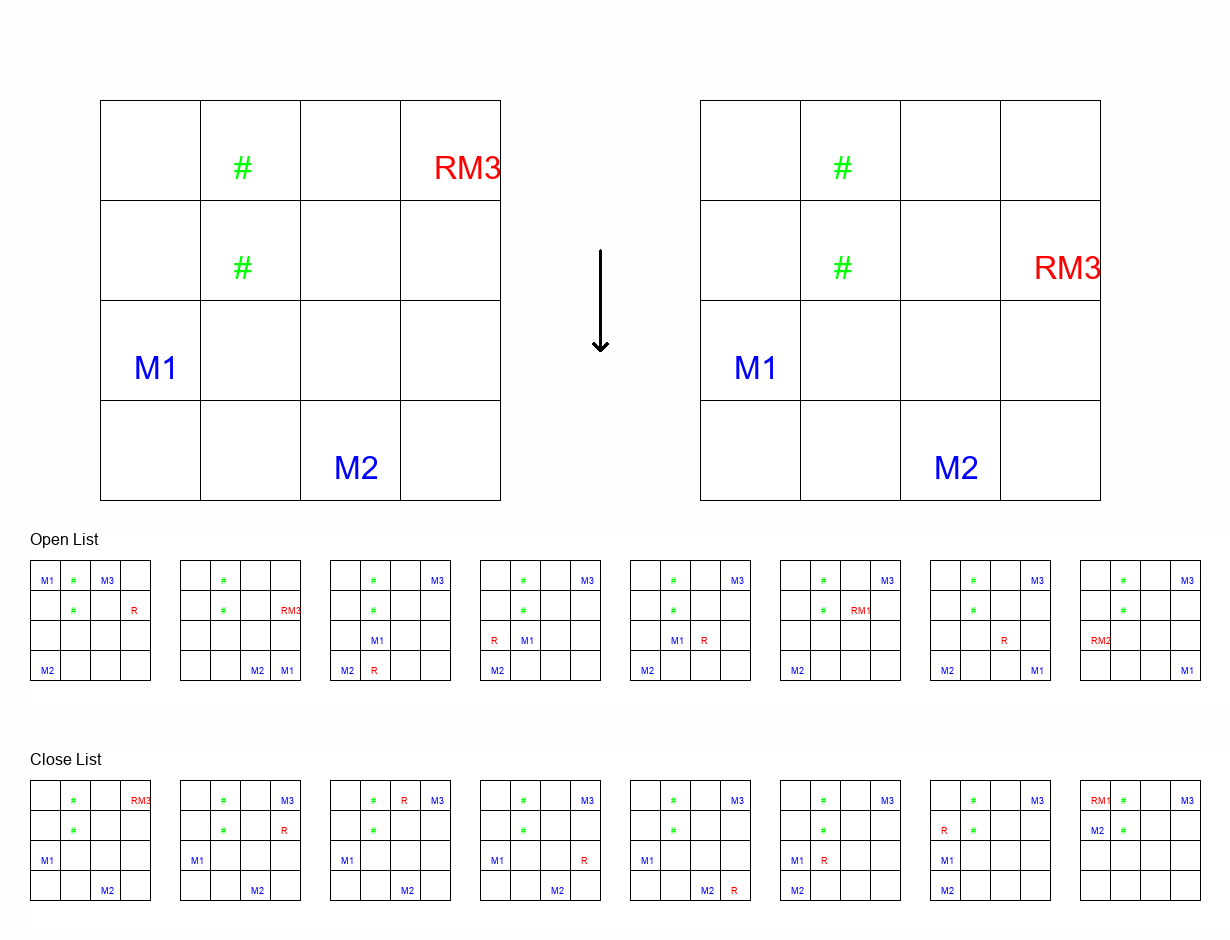 # RM3 #
#
# RM3
M1 M1
M2 M2
Open List
M1 # M3 # # M3 # M3 # M3 # M3 # M3 # M3
# R # RM3 # # # # RM1 # #
M1 R M1 M1 R R RM2
M2 M2 M1 M2 R M2 M2 M2 M2 M1 M1
Close List
# RM3 # M3 # R M3 # M3 # M3 # M3 # M3 RM1 # M3
# # R # # # # R # M2 #
M1 M1 M1 M1 R M1 M1 R M1
M2 M2 M2 M2 M2 R M2 M2